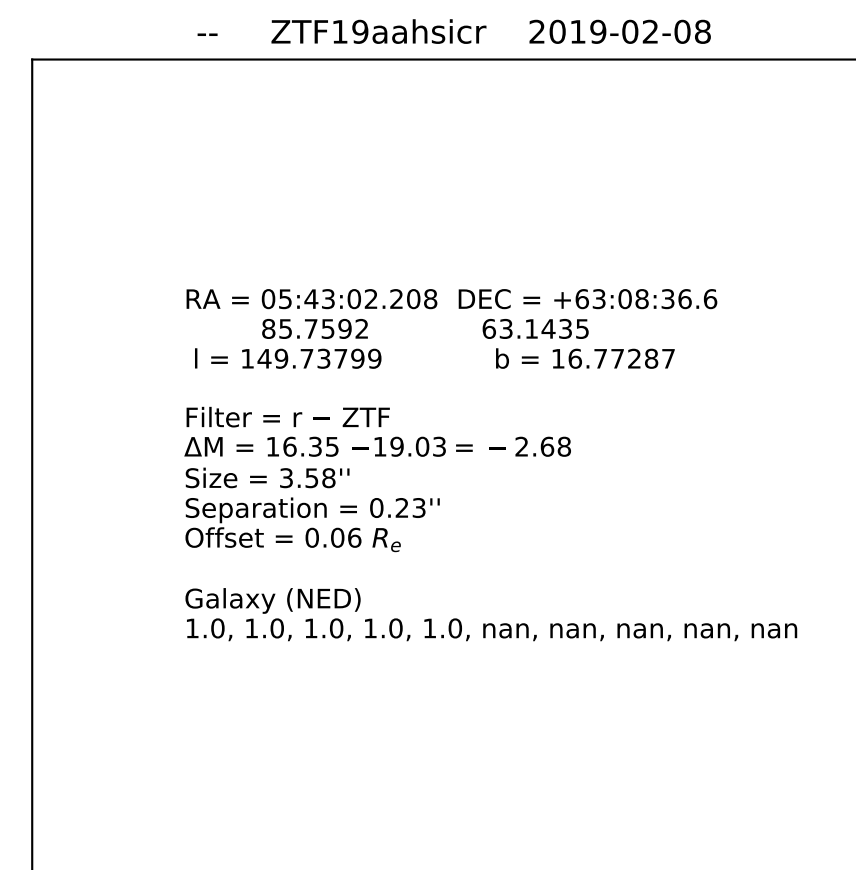 -- ZTF19aahsicr 2019-02-08
RA = 05:43:02.208 DEC = +63:08:36.6
85.7592 63.1435
l = 149.73799 b = 16.77287
Filter = r − ZTF
ΔM = 16.35 −19.03 = −2.68
Size = 3.58''
Separation = 0.23''
Offset = 0.06 Re
Galaxy (NED)
1.0, 1.0, 1.0, 1.0, 1.0, nan, nan, nan, nan, nan